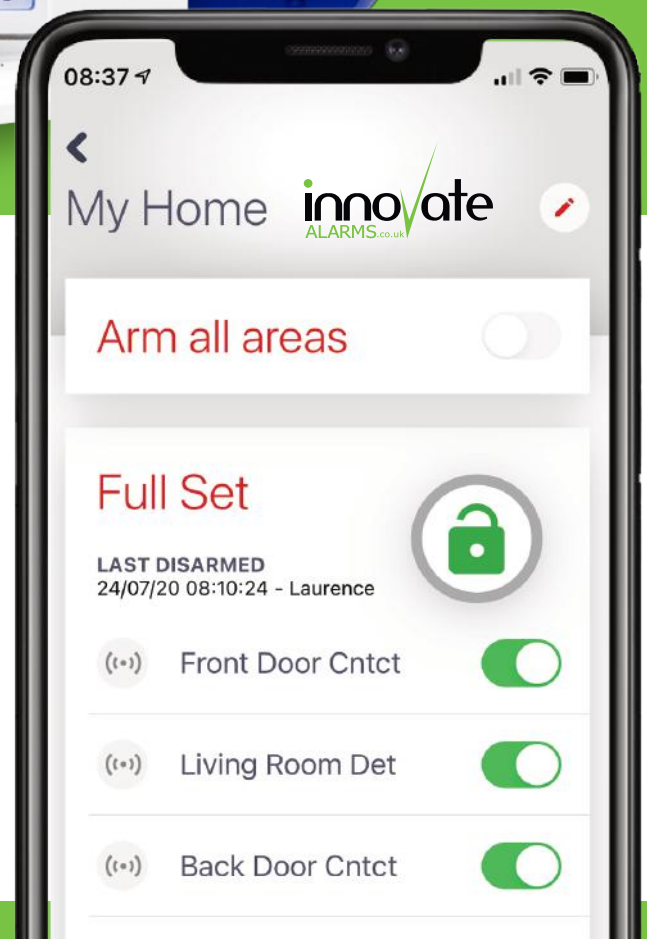 08:37
My Home
innovate
ALARMS.co.uk
Arm all areas
Full Set
LAST DISARMED
24/07/20 08:10:24 - Laurence
Front Door Cntct
Living Room Det
Back Door Cntct